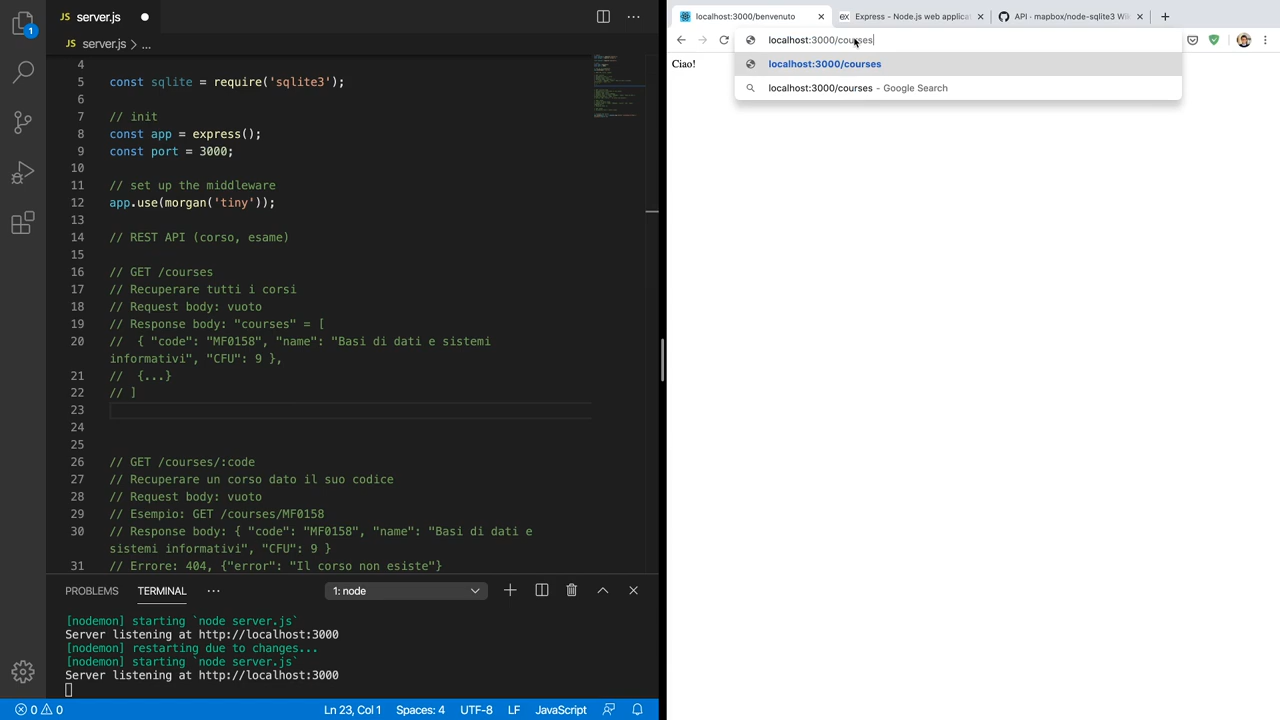 server.js
server.js > ...
4
5 const sqlite = require('sqlite3');
6
7 // init
8 const app = express();
9 const port = 3000;
10
11 // set up the middleware
12 app.use(morgan('tiny'));
13
14 // REST API (corso, esame)
15
16 // GET /courses
17 // Recuperare tutti i corsi
18 // Request body: vuoto
19 // Response body: "courses" = [
20 //  { "code": "MF0158", "name": "Basi di dati e sistemi
informativi", "CFU": 9 },
21 //  {...}
22 // ]
23
24
25
26 // GET /courses/:code
27 // Recuperare un corso dato il suo codice
28 // Request body: vuoto
29 // Esempio: GET /courses/MF0158
30 // Response body: { "code": "MF0158", "name": "Basi di dati e
sistemi informativi", "CFU": 9 }
31 // Errore: 404, {"error": "Il corso non esiste"}
PROBLEMS TERMINAL ... 1: node
[nodemon] starting `node server.js`
Server listening at http://localhost:3000
[nodemon] restarting due to changes...
[nodemon] starting `node server.js`
Server listening at http://localhost:3000
0 0 Ln 23, Col 1 Spaces: 4 UTF-8 LF JavaScript
1
localhost:3000/benvenuto Express - Node.js web applicat API · mapbox/node-sqlite3 Wik
localhost:3000/courses
localhost:3000/courses
localhost:3000/courses - Google Search
Ciao!